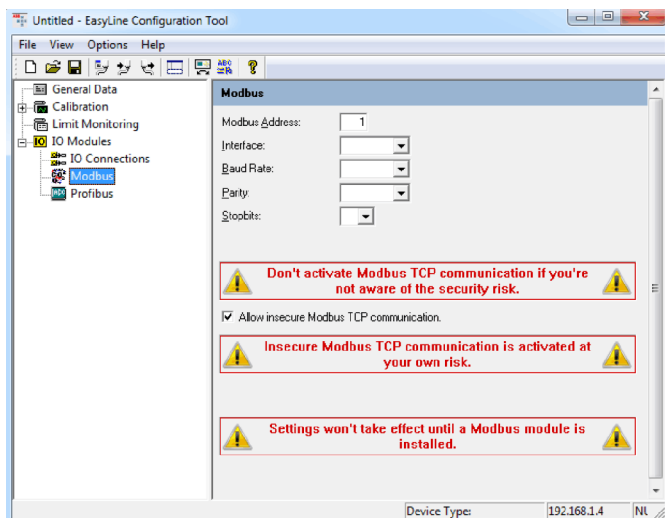 Untitled - EasyLine Configuration Tool
File View Options Help
General Data
Calibration
Limit Monitoring
IO Modules
IO Connections
Modbus
Profibus
Modbus
Modbus Address: 1
Interface:
Baud Rate:
Parity:
Stopbits:
Don't activate Modbus TCP communication if you're
not aware of the security risk.
Allow insecure Modbus TCP communication.
Insecure Modbus TCP communication is activated at
your own risk.
Settings won't take effect until a Modbus module is
installed.
Device Type: 192.168.1.4